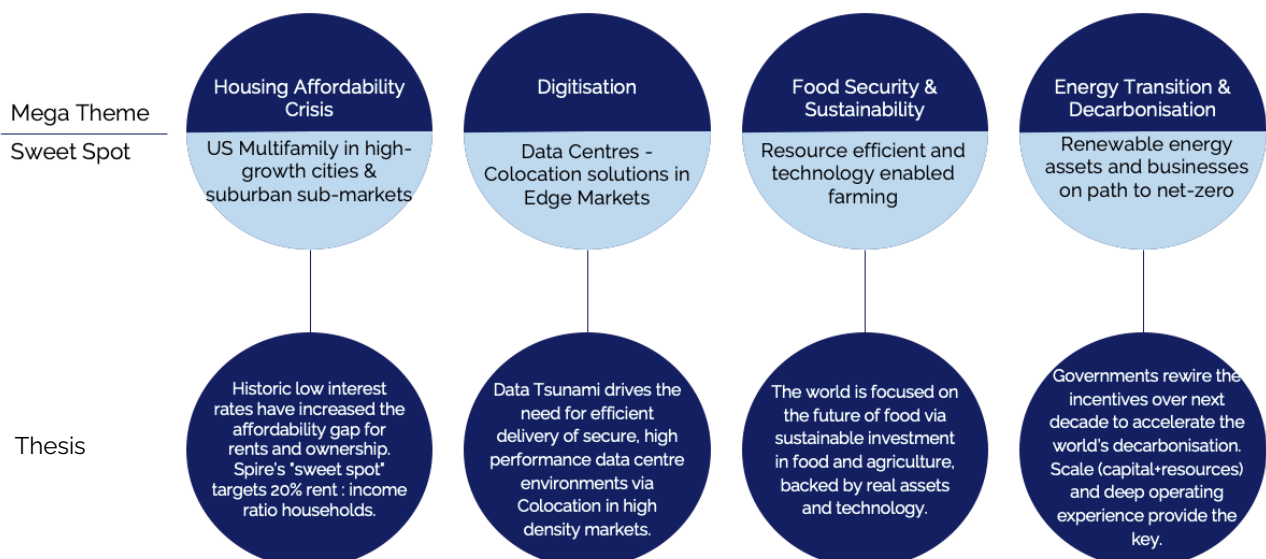 Mega Theme
Sweet Spot
Housing Affordability
Crisis
US Multifamily in high-
growth cities &
suburban sub-markets
Digitisation
Data Centres -
Colocation solutions in
Edge Markets
Food Security &
Sustainability
Resource efficient and
technology enabled
farming
Energy Transition &
Decarbonisation
Renewable energy
assets and businesses
on path to net-zero
Thesis
Historic low interest
rates have increased the
affordability gap for
rents and ownership.
Spire's "sweet spot"
targets 20% rent : income
ratio households.
Data Tsunami drives the
need for efficient
delivery of secure, high
performance data centre
environments via
Colocation in high
density markets.
The world is focused on
the future of food via
sustainable investment
in food and agriculture,
backed by real assets
and technology.
Governments rewire the
incentives over next
decade to accelerate the
world's decarbonisation.
Scale (capital+resources)
and deep operating
experience provide the
key.